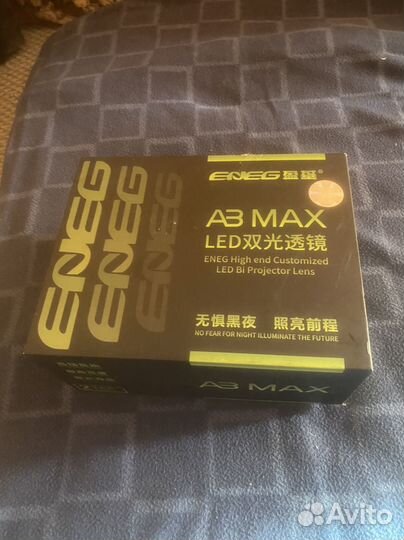 ENEG
ENEG
ENEG
ENEG 盈基®
A3 MAX
LED双光透镜
ENEG High end Customized
LED Bi Projector Lens
无惧黑夜 照亮前程
NO FEAR FOR NIGHT ILLUMINATE THE FUTURE
A3 MAX
Avito